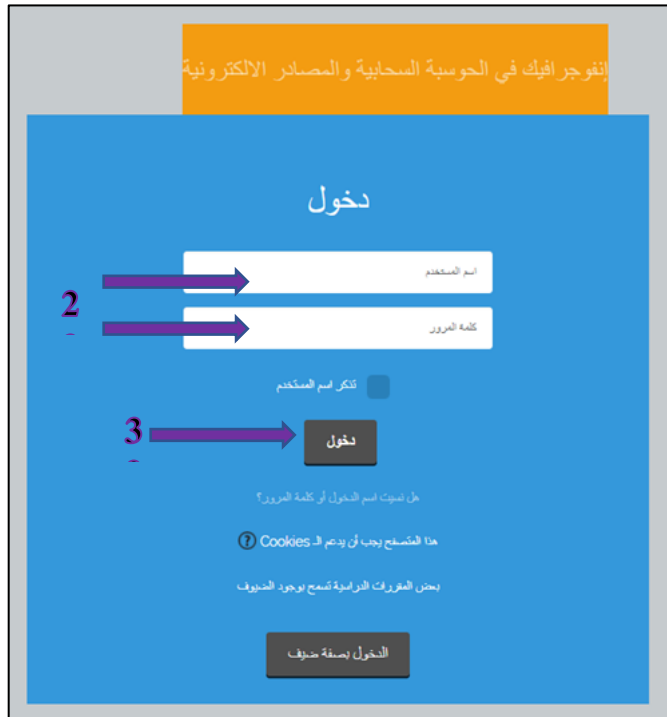 إنفوجرافيك في الحوسبة السحابية والمصادر الالكترونية
دخول
اسم المستخدم
2
كلمة المرور
تذكر اسم المستخدم
3
دخول
هل نسيت اسم الدخول أو كلمة المرور؟
هذا المتصفح يجب أن يدعم الـ Cookies
بعض المقررات الدراسية تسمح بوجود الضيوف
الدخول بصفة ضيف